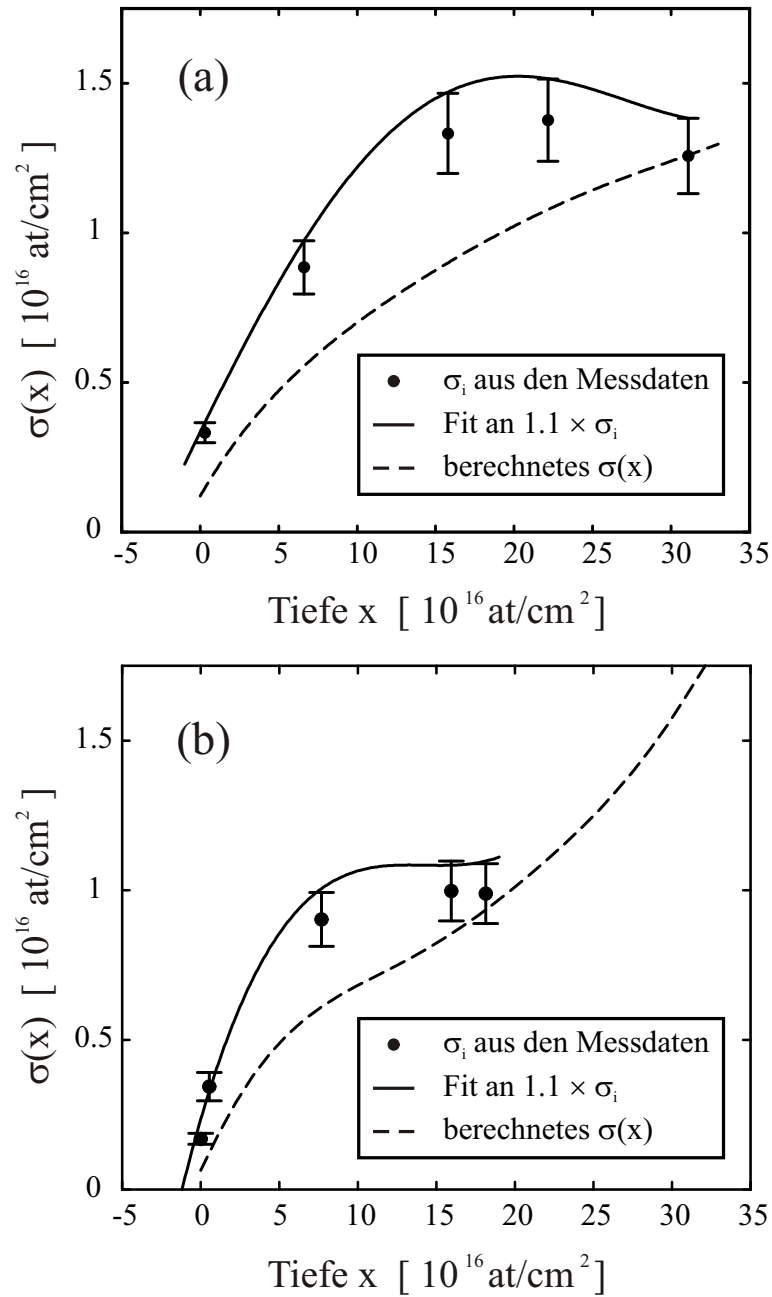 (a)
1.5
1
0.5
0
σ(x) [ 10^16 at/cm^2]
σ_i aus den Messdaten
Fit an 1.1 × σ_i
berechnetes σ(x)
-5 0 5 10 15 20 25 30 35
Tiefe x [ 10^16 at/cm^2]
(b)
1.5
1
0.5
0
σ(x) [ 10^16 at/cm^2]
σ_i aus den Messdaten
Fit an 1.1 × σ_i
berechnetes σ(x)
-5 0 5 10 15 20 25 30 35
Tiefe x [ 10^16 at/cm^2]